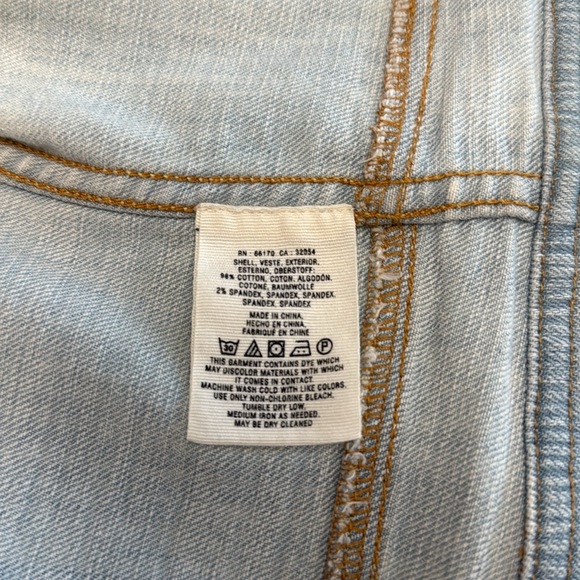 RN : 66170 CA : 32054
SHELL, VESTE, EXTERIOR,
ESTERNO, OBERSTOFF:
98% COTTON, COTON, ALGODÓN,
COTONE, BAUMWOLLE
2% SPANDEX, SPANDEX, SPANDEX,
SPANDEX, SPANDEX
MADE IN CHINA,
HECHO EN CHINA,
FABRIQUÉ EN CHINE
30 P
THIS GARMENT CONTAINS DYE WHICH
MAY DISCOLOR MATERIALS WITH WHICH
IT COMES IN CONTACT.
MACHINE WASH COLD WITH LIKE COLORS.
USE ONLY NON-CHLORINE BLEACH.
TUMBLE DRY LOW.
MEDIUM IRON AS NEEDED.
MAY BE DRY CLEANED